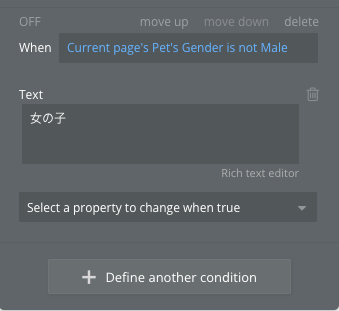 OFF move up move down delete
When Current page's Pet's Gender is not Male
Text
女の子
Rich text editor
Select a property to change when true
Define another condition